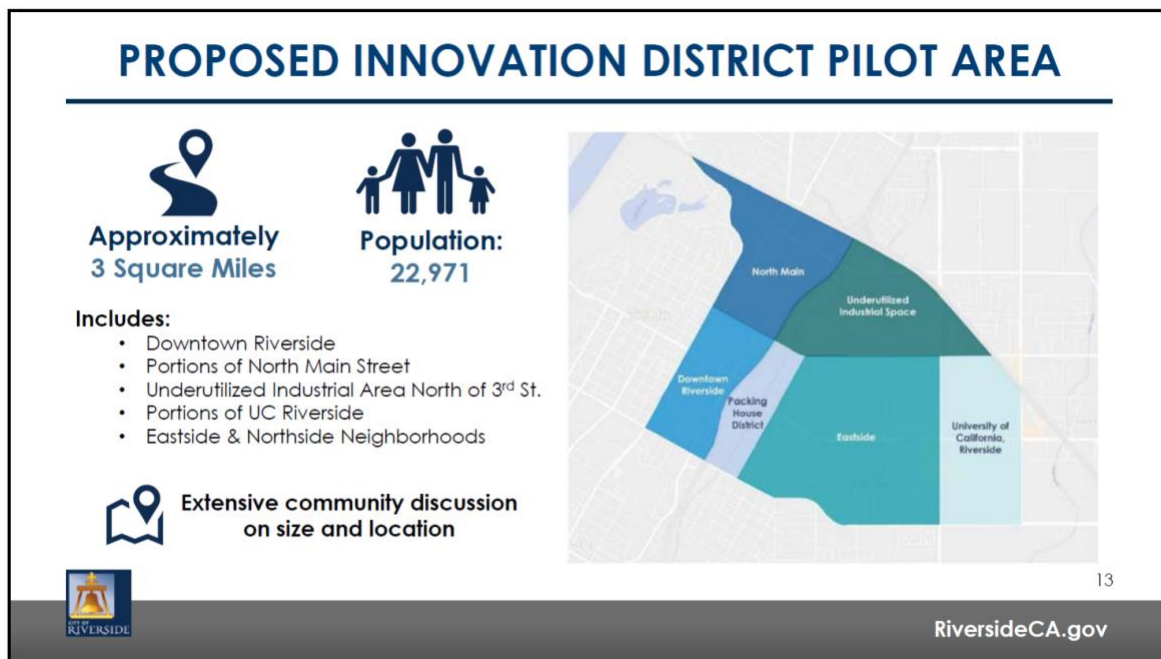 PROPOSED INNOVATION DISTRICT PILOT AREA
Approximately
3 Square Miles
Population:
22,971
Includes:
• Downtown Riverside
• Portions of North Main Street
• Underutilized Industrial Area North of 3rd St.
• Portions of UC Riverside
• Eastside & Northside Neighborhoods
Extensive community discussion
on size and location
North Main
Underutilized
Industrial Space
Downtown
Riverside
Packing
House
District
Eastside
University of
California,
Riverside
13
CITY OF
RIVERSIDE
RiversideCA.gov